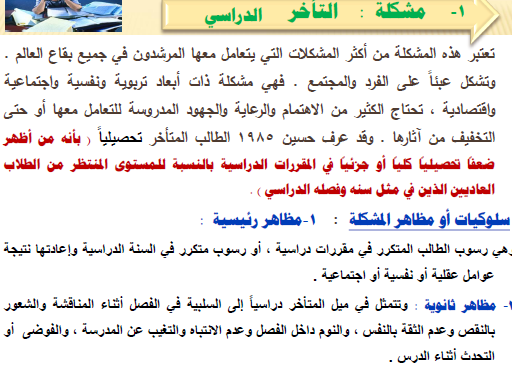 ١- مشكلة : التأخر الدراسي
تعتبر هذه المشكلة من أكثر المشكلات التي يتعامل معها المرشدون في جميع بقاع العالم .
وتشكل عبئاً على الفرد والمجتمع . فهي مشكلة ذات أبعاد تربوية ونفسية واجتماعية
واقتصادية ، تحتاج الكثير من الاهتمام والرعاية والجهود المدروسة للتعامل معها أو حتى
التخفيف من آثارها . وقد عرف حسين ١٩٨٥ الطالب المتأخر تحصيلياً ( بأنه من أظهر
ضعفاً تحصيلياً كلياً أو جزئياً في المقررات الدراسية بالنسبة للمستوى المنتظر من الطلاب
العاديين الذين في مثل سنه وفصله الدراسي ) .
سلوكيات أو مظاهر المشكلة : ١-مظاهر رئيسية :
وهي رسوب الطالب المتكرر في مقررات دراسية ، أو رسوب متكرر في السنة الدراسية وإعادتها نتيجة
عوامل عقلية أو نفسية أو اجتماعية .
٢- مظاهر ثانوية : وتتمثل في ميل المتأخر دراسياً إلى السلبية في الفصل أثناء المناقشة والشعور
بالنقص وعدم الثقة بالنفس ، والنوم داخل الفصل وعدم الانتباه والتغيب عن المدرسة ، والفوضى أو
التحدث أثناء الدرس .